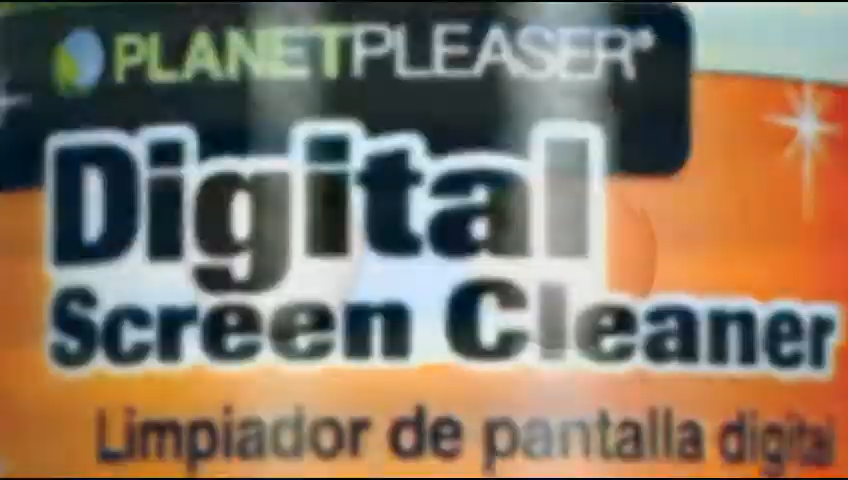 PLANETPLEASER®
Digital
Screen Cleaner
Limpiador de pantalla digital